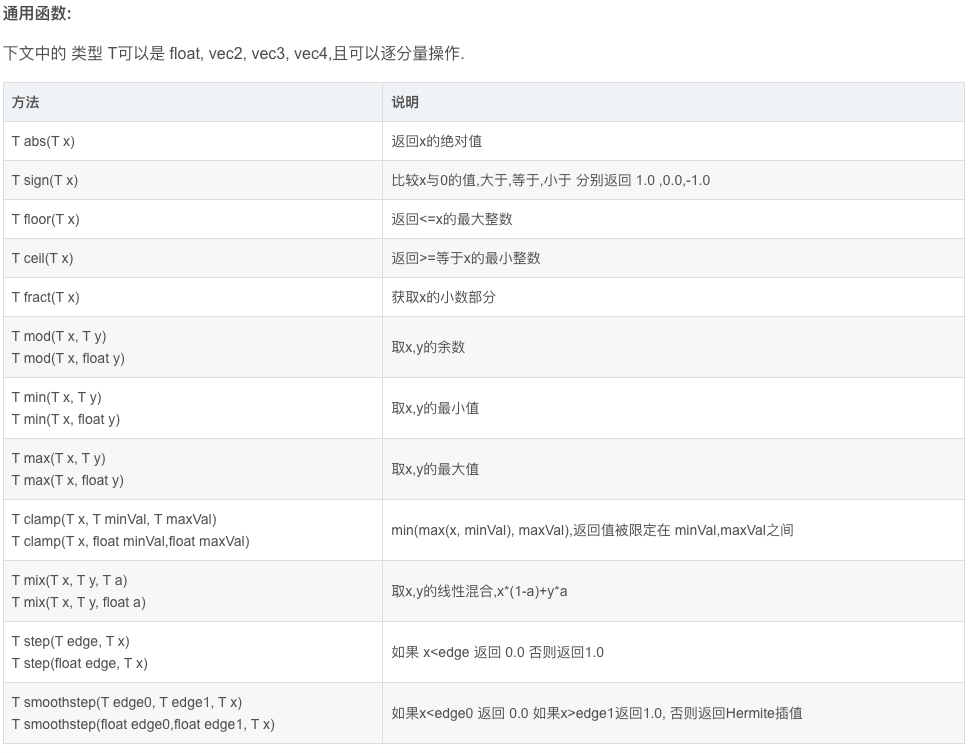 通用函数:
下文中的 类型 T可以是 float, vec2, vec3, vec4,且可以逐分量操作.
方法 说明
T abs(T x) 返回x的绝对值
T sign(T x) 比较x与0的值,大于,等于,小于 分别返回 1.0 ,0.0,-1.0
T floor(T x) 返回<=x的最大整数
T ceil(T x) 返回>=等于x的最小整数
T fract(T x) 获取x的小数部分
T mod(T x, T y)
T mod(T x, float y)
取x,y的余数
T min(T x, T y)
T min(T x, float y)
取x,y的最小值
T max(T x, T y)
T max(T x, float y)
取x,y的最大值
T clamp(T x, T minVal, T maxVal)
T clamp(T x, float minVal,float maxVal)
min(max(x, minVal), maxVal),返回值被限定在 minVal,maxVal之间
T mix(T x, T y, T a)
T mix(T x, T y, float a)
取x,y的线性混合,x*(1-a)+y*a
T step(T edge, T x)
T step(float edge, T x)
如果 x<edge 返回 0.0 否则返回1.0
T smoothstep(T edge0, T edge1, T x)
T smoothstep(float edge0,float edge1, T x)
如果x<edge0 返回 0.0 如果x>edge1返回1.0, 否则返回Hermite插值